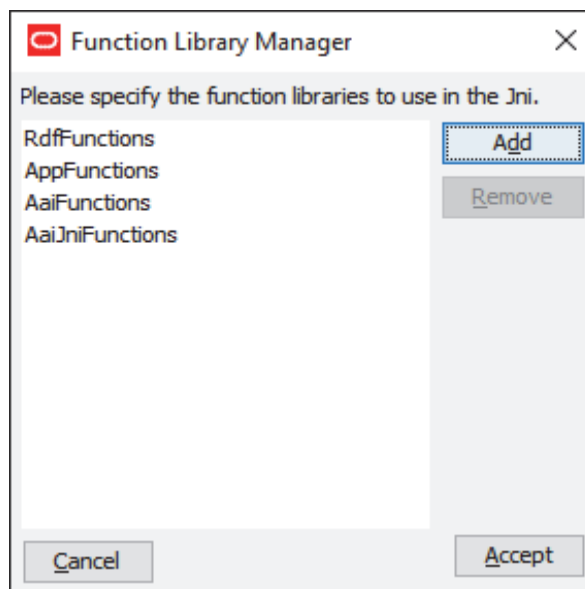 Function Library Manager
Please specify the function libraries to use in the Jni.
RdfFunctions
AppFunctions
AaiFunctions
AaiJniFunctions
Add
Remove
Cancel
Accept